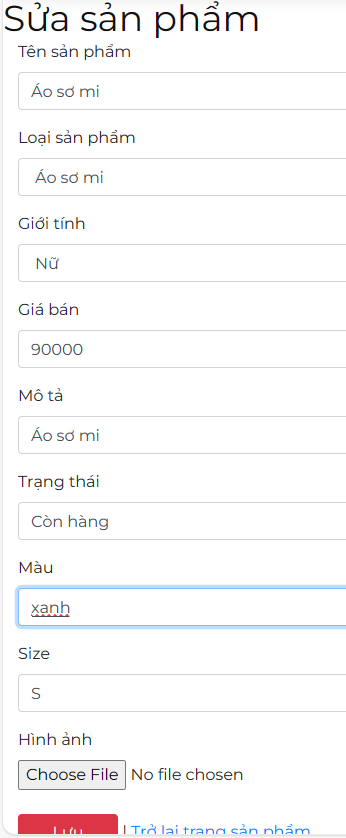 Sửa sản phẩm
Tên sản phẩm
Áo sơ mi
Loại sản phẩm
Áo sơ mi
Giới tính
Nữ
Giá bán
90000
Mô tả
Áo sơ mi
Trạng thái
Còn hàng
Màu
xanh
Size
S
Hình ảnh
Choose File No file chosen
Lưu | Trở lại trang sản phẩm